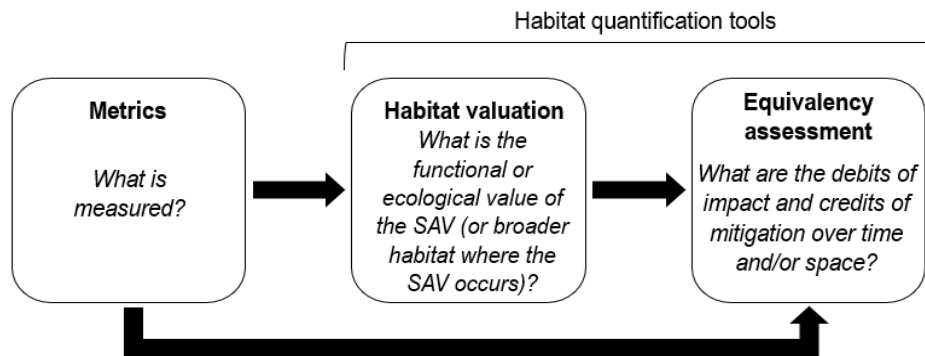 Habitat quantification tools
Metrics
What is
measured?
Habitat valuation
What is the
functional or
ecological value of
the SAV (or broader
habitat where the
SAV occurs)?
Equivalency
assessment
What are the debits of
impact and credits of
mitigation over time
and/or space?